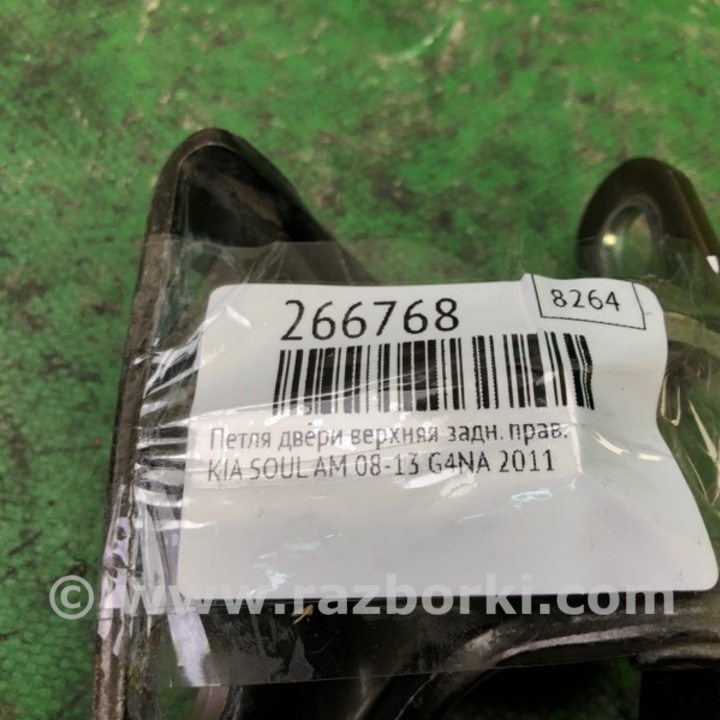 266768
8264
Петля двери верхняя задн. прав.
KIA SOUL AM 08-13 G4NA 2011
© www.razborki.com